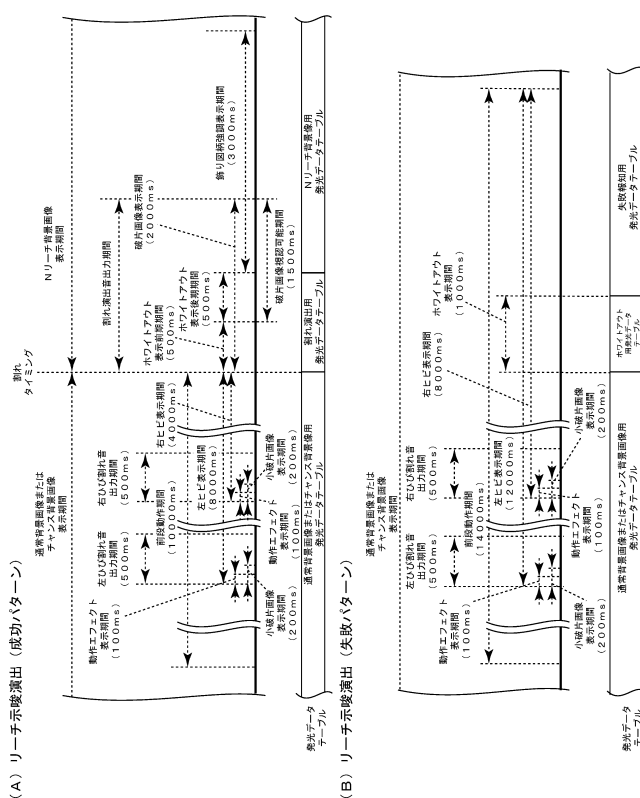 (A) リーチ示唆演出(成功パターン)
通常背景画像または
チャンス背景画像
表示期間
割れ
タイミング
Nリーチ背景画像
表示期間
動作エフェクト
表示期間
(100ms)
左ひび割れ音
出力期間
(500ms)
右ひび割れ音
出力期間
(500ms)
前段動作期間
(10000ms)
左ヒビ表示期間
(8000ms)
右ヒビ表示期間
(4000ms)
割れ演出音出力期間
ホワイトアウト
表示前期期間
(500ms)
ホワイトアウト
表示後期期間
(500ms)
破片画像表示期間
(2000ms)
飾り図柄強調表示期間
(3000ms)
小破片画像
表示期間
(200ms)
動作エフェクト
表示期間
(100ms)
小破片画像
表示期間
(200ms)
破片画像視認可能期間
(1500ms)
発光データ
テーブル
通常背景画像またはチャンス背景像用
発光データテーブル
割れ演出用
発光データテーブル
Nリーチ背景像用
発光データテーブル
(B) リーチ示唆演出(失敗パターン)
通常背景画像または
チャンス背景画像
表示期間
動作エフェクト
表示期間
(100ms)
左ひび割れ音
出力期間
(500ms)
右ひび割れ音
出力期間
(500ms)
前段動作期間
(14000ms)
左ヒビ表示期間
(12000ms)
右ヒビ表示期間
(8000ms)
ホワイトアウト
表示期間
(1000ms)
小破片画像
表示期間
(200ms)
動作エフェクト
表示期間
(100ms)
小破片画像
表示期間
(200ms)
発光データ
テーブル
通常背景画像またはチャンス背景像用
発光データテーブル
ホワイトアウト
用発光データ
テーブル
失敗報知用
発光データテーブル